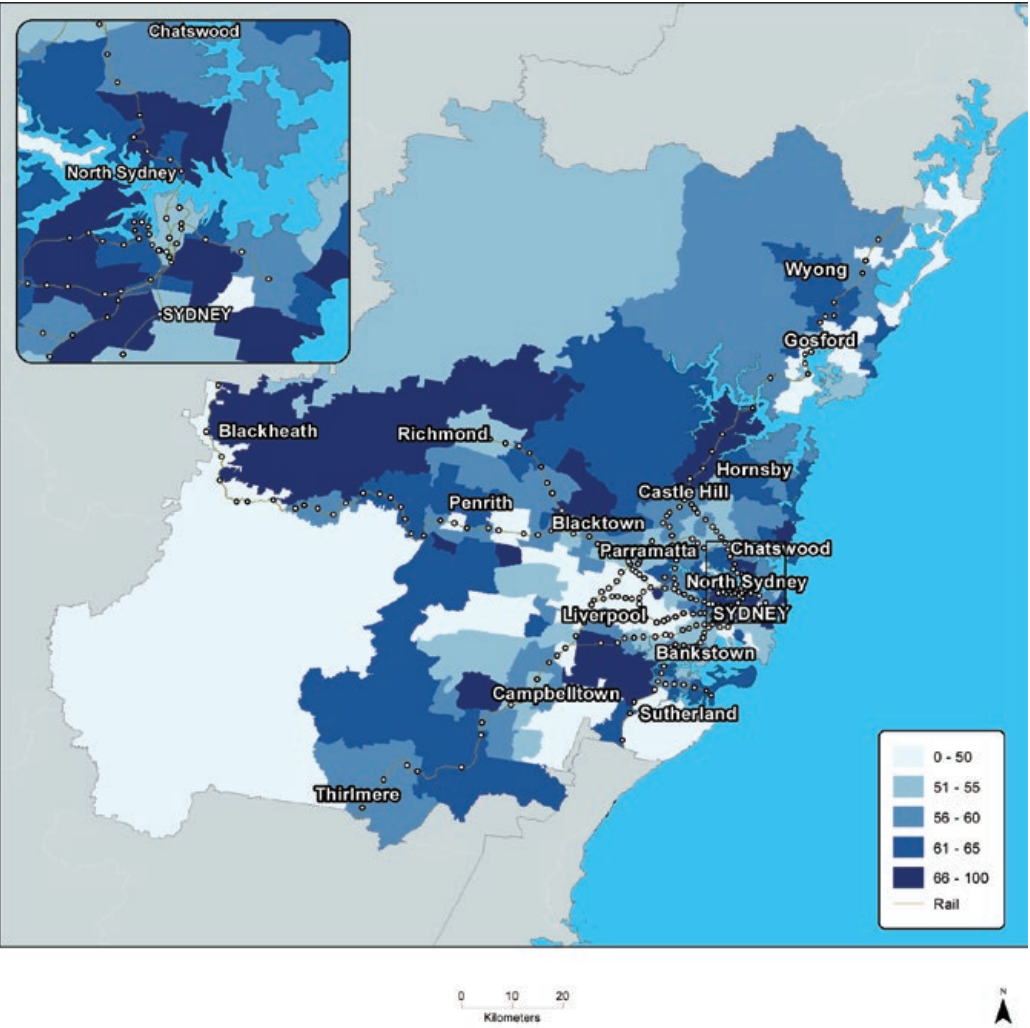 Chatswood
North Sydney
SYDNEY
Wyong
Gosford
Blackheath
Richmond
Hornsby
Castle Hill
Penrith
Blacktown
Parramatta
Chatswood
North Sydney
Liverpool
SYDNEY
Bankstown
Campbelltown
Sutherland
Thirlmere
0 - 50
51 - 55
56 - 60
61 - 65
66 - 100
Rail
0 10 20
Kilometers
N